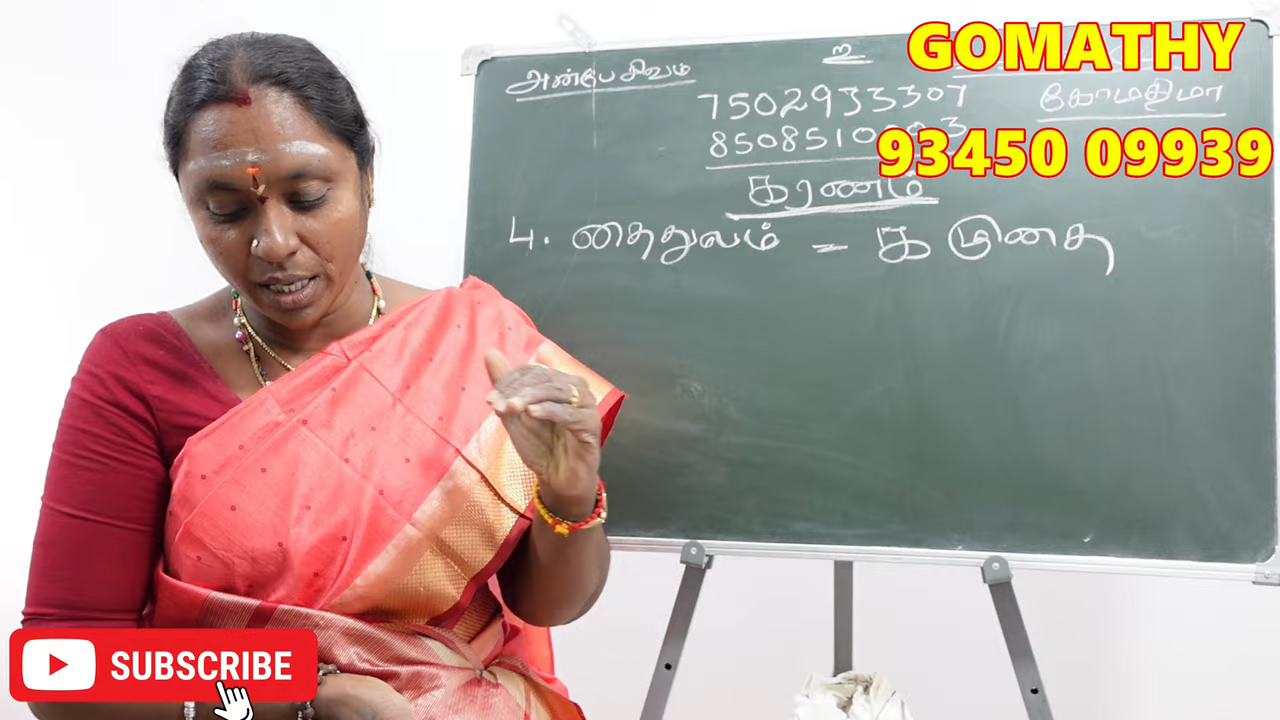 உ
GOMATHY
அன்பே சிவம்
7502933307
கோமதிமா
93450 09939
கரணம்
4. தைதுலம் - கழுதை
SUBSCRIBE